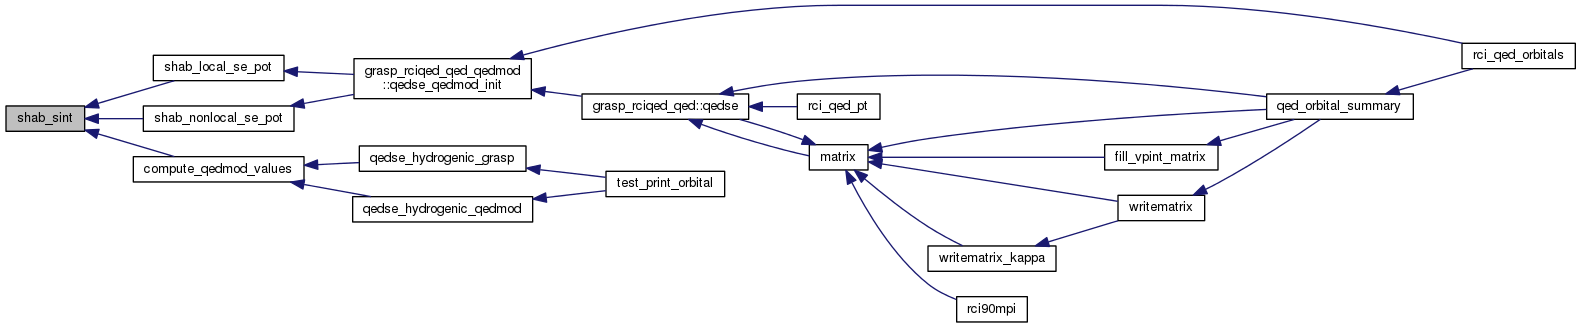 shab_sint
shab_local_se_pot
shab_nonlocal_se_pot
compute_qedmod_values
grasp_rciqed_qed_qedmod
::qedse_qedmod_init
qedse_hydrogenic_grasp
qedse_hydrogenic_qedmod
grasp_rciqed_qed::qedse
test_print_orbital
rci_qed_pt
matrix
writematrix_kappa
rci90mpi
fill_vpint_matrix
writematrix
qed_orbital_summary
rci_qed_orbitals